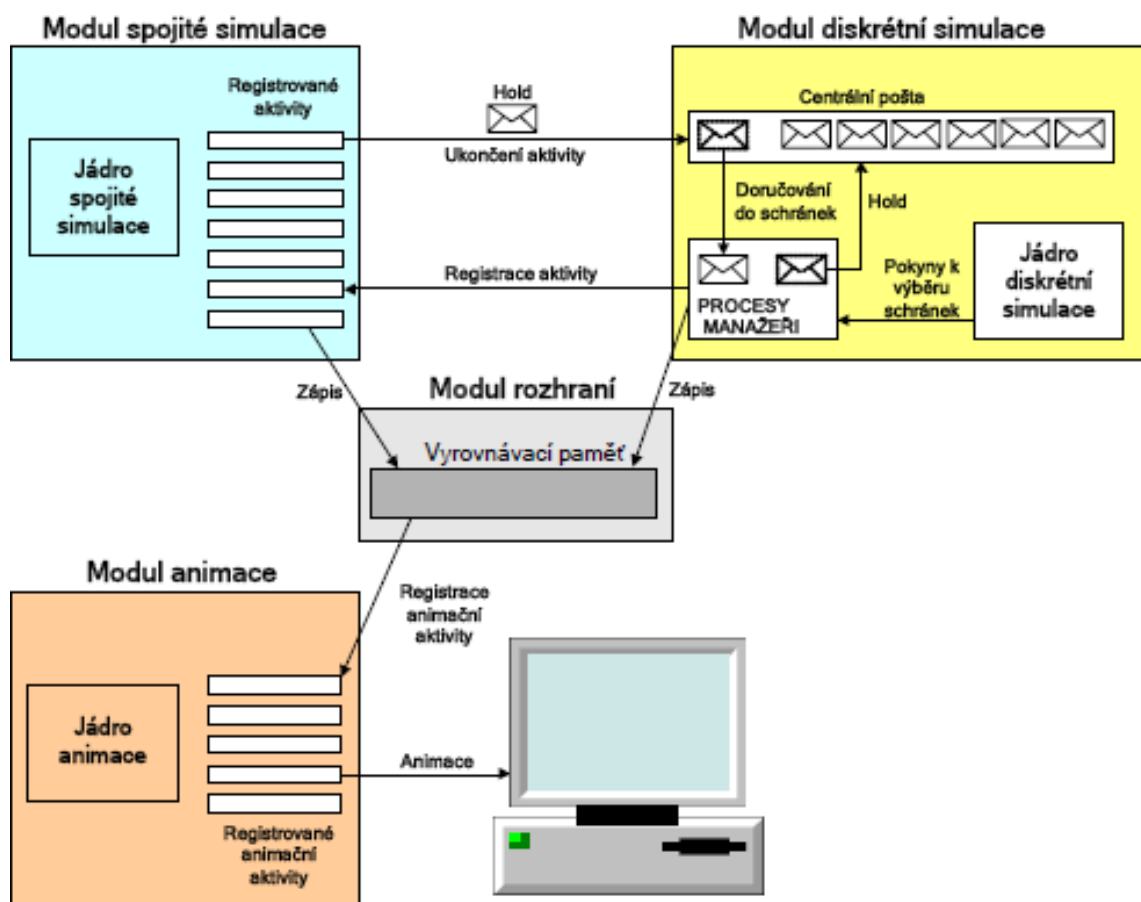 Modul spojité simulace
Modul diskrétní simulace
Registrované
aktivity
Jádro
spojité
simulace
Hold
Ukončení aktivity
Registrace aktivity
Centrální pošta
Doručování
do schránek
Hold
PROCESY
MANAŽEŘI
Pokyny k
výběru
schránek
Jádro
diskrétní
simulace
Zápis
Zápis
Modul rozhraní
Vyrovnávací paměť
Modul animace
Registrace
animační
aktivity
Jádro
animace
Animace
Registrované
animační
aktivity